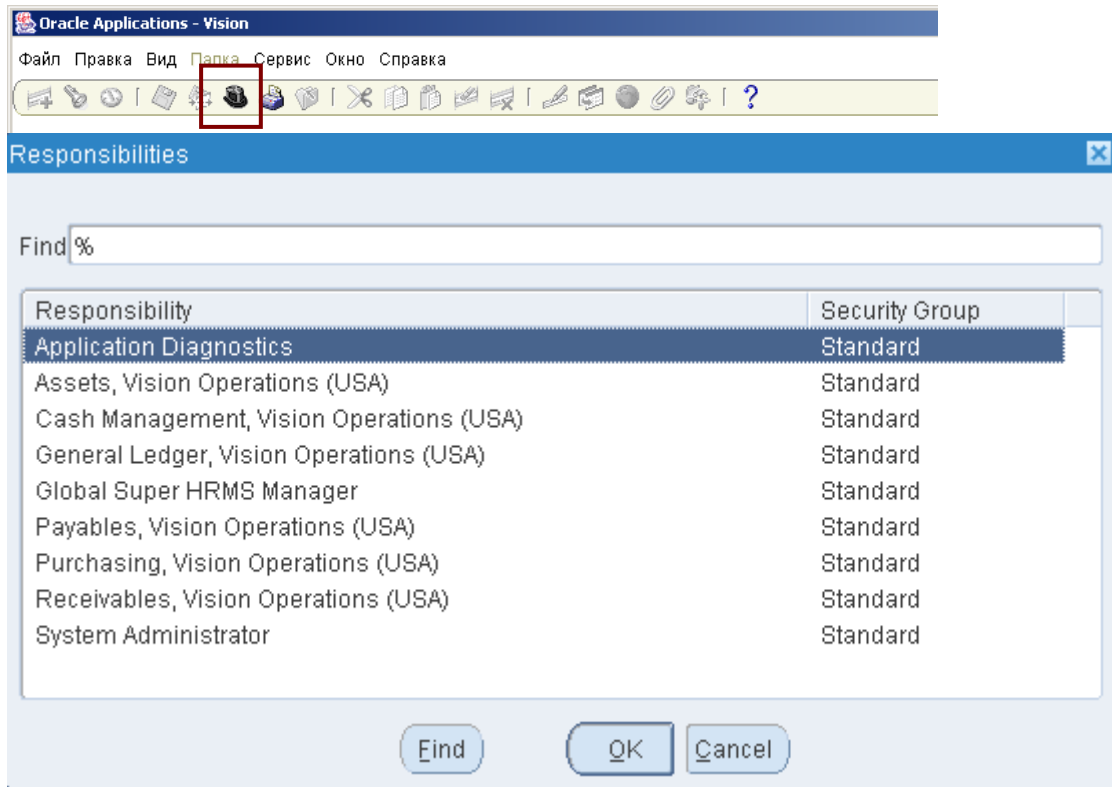 Oracle Applications - Vision
Файл Правка Вид Папка Сервис Окно Справка
?
Responsibilities
Find %
Responsibility Security Group
Application Diagnostics Standard
Assets, Vision Operations (USA) Standard
Cash Management, Vision Operations (USA) Standard
General Ledger, Vision Operations (USA) Standard
Global Super HRMS Manager Standard
Payables, Vision Operations (USA) Standard
Purchasing, Vision Operations (USA) Standard
Receivables, Vision Operations (USA) Standard
System Administrator Standard
Find OK Cancel